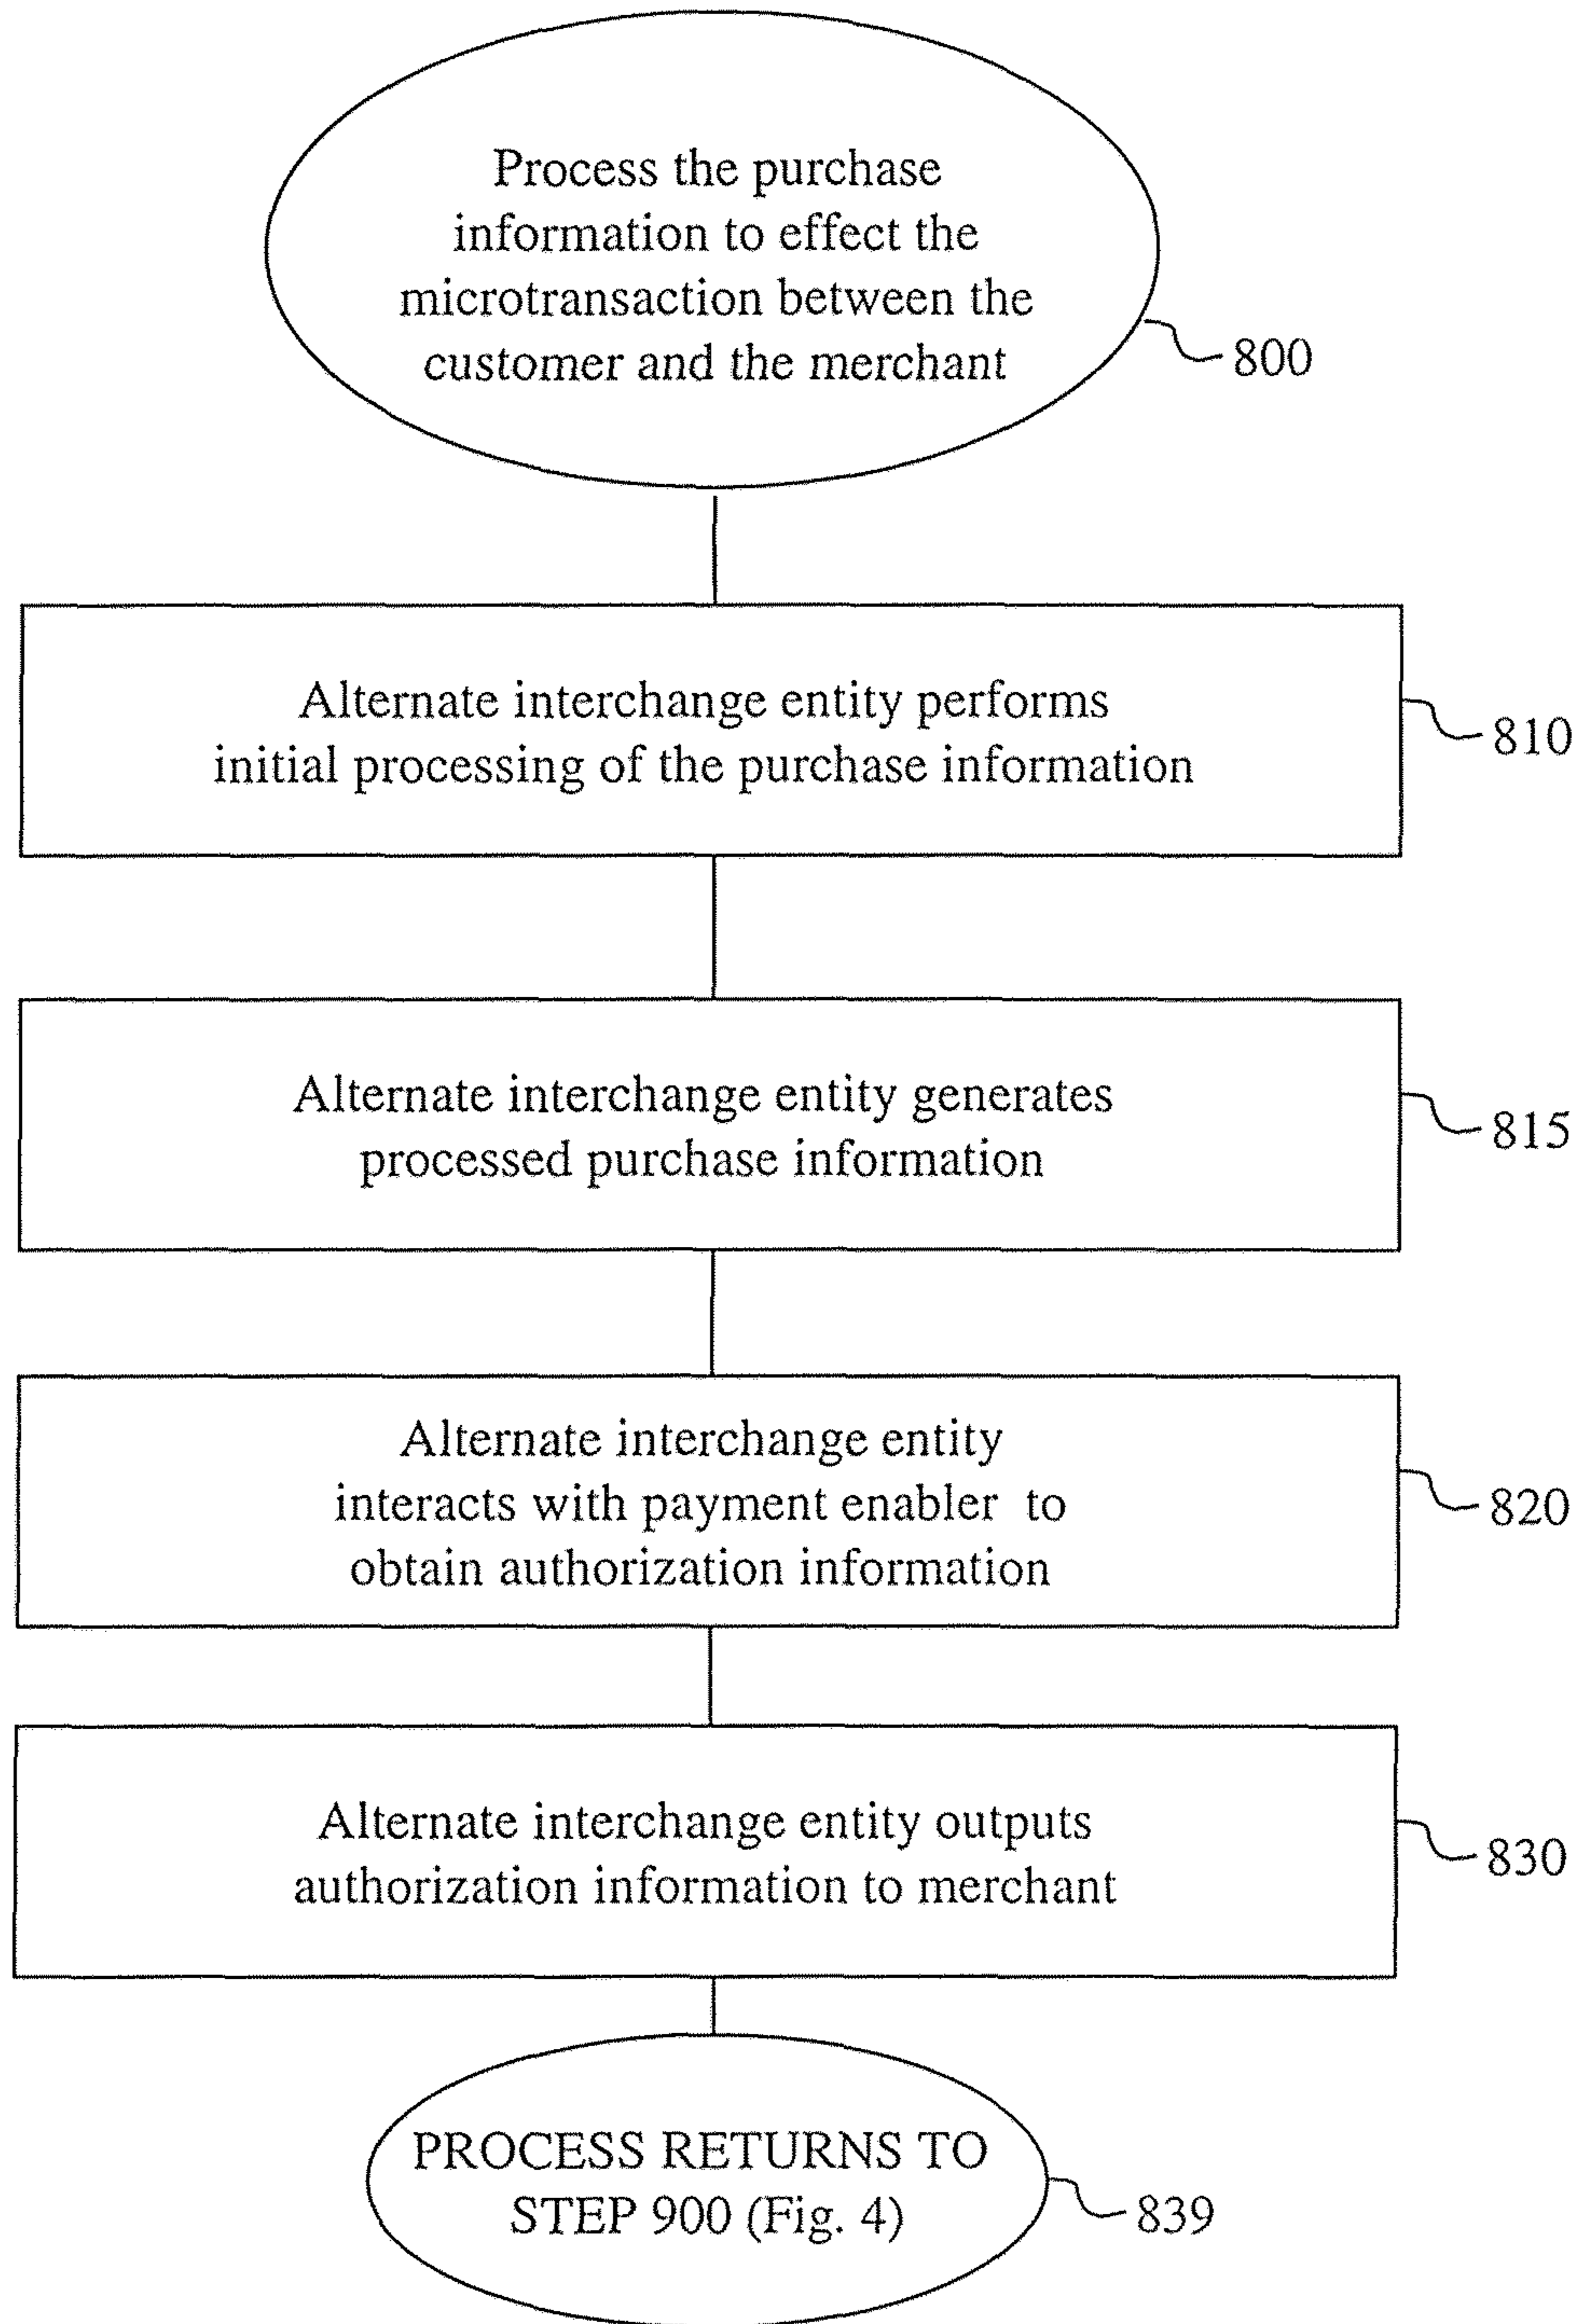 Process the purchase
information to effect the
microtransaction between the
customer and the merchant
800
Alternate interchange entity performs
initial processing of the purchase information
810
Alternate interchange entity generates
processed purchase information
815
Alternate interchange entity
interacts with payment enabler to
obtain authorization information
820
Alternate interchange entity outputs
authorization information to merchant
830
PROCESS RETURNS TO
STEP 900 (Fig. 4)
839